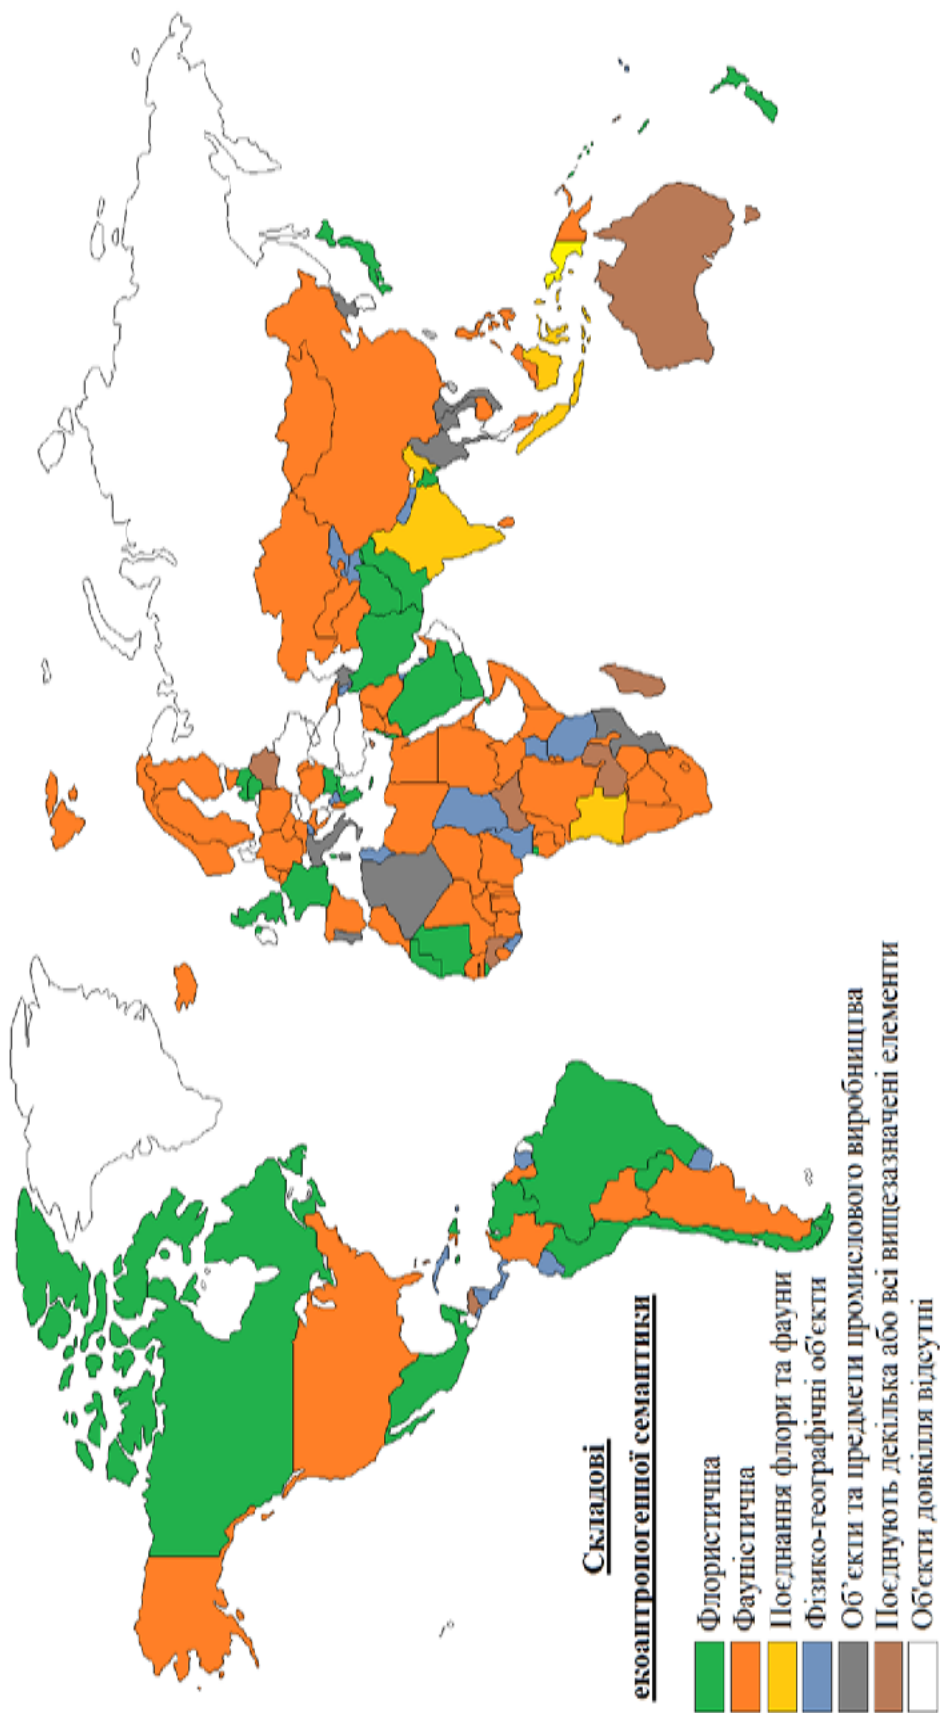 Складові
екоантропогенної семантики
Флористична
Фауністична
Поєднання флори та фауни
Фізико-географічні об'єкти
Об'єкти та предмети промислового виробництва
Поєднують декілька або всі вищезазначені елементи
Об'єкти довкілля відсутні